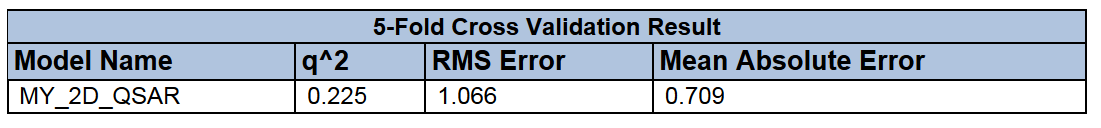 5-Fold Cross Validation Result
Model Name q^2 RMS Error Mean Absolute Error
MY_2D_QSAR 0.225 1.066 0.709